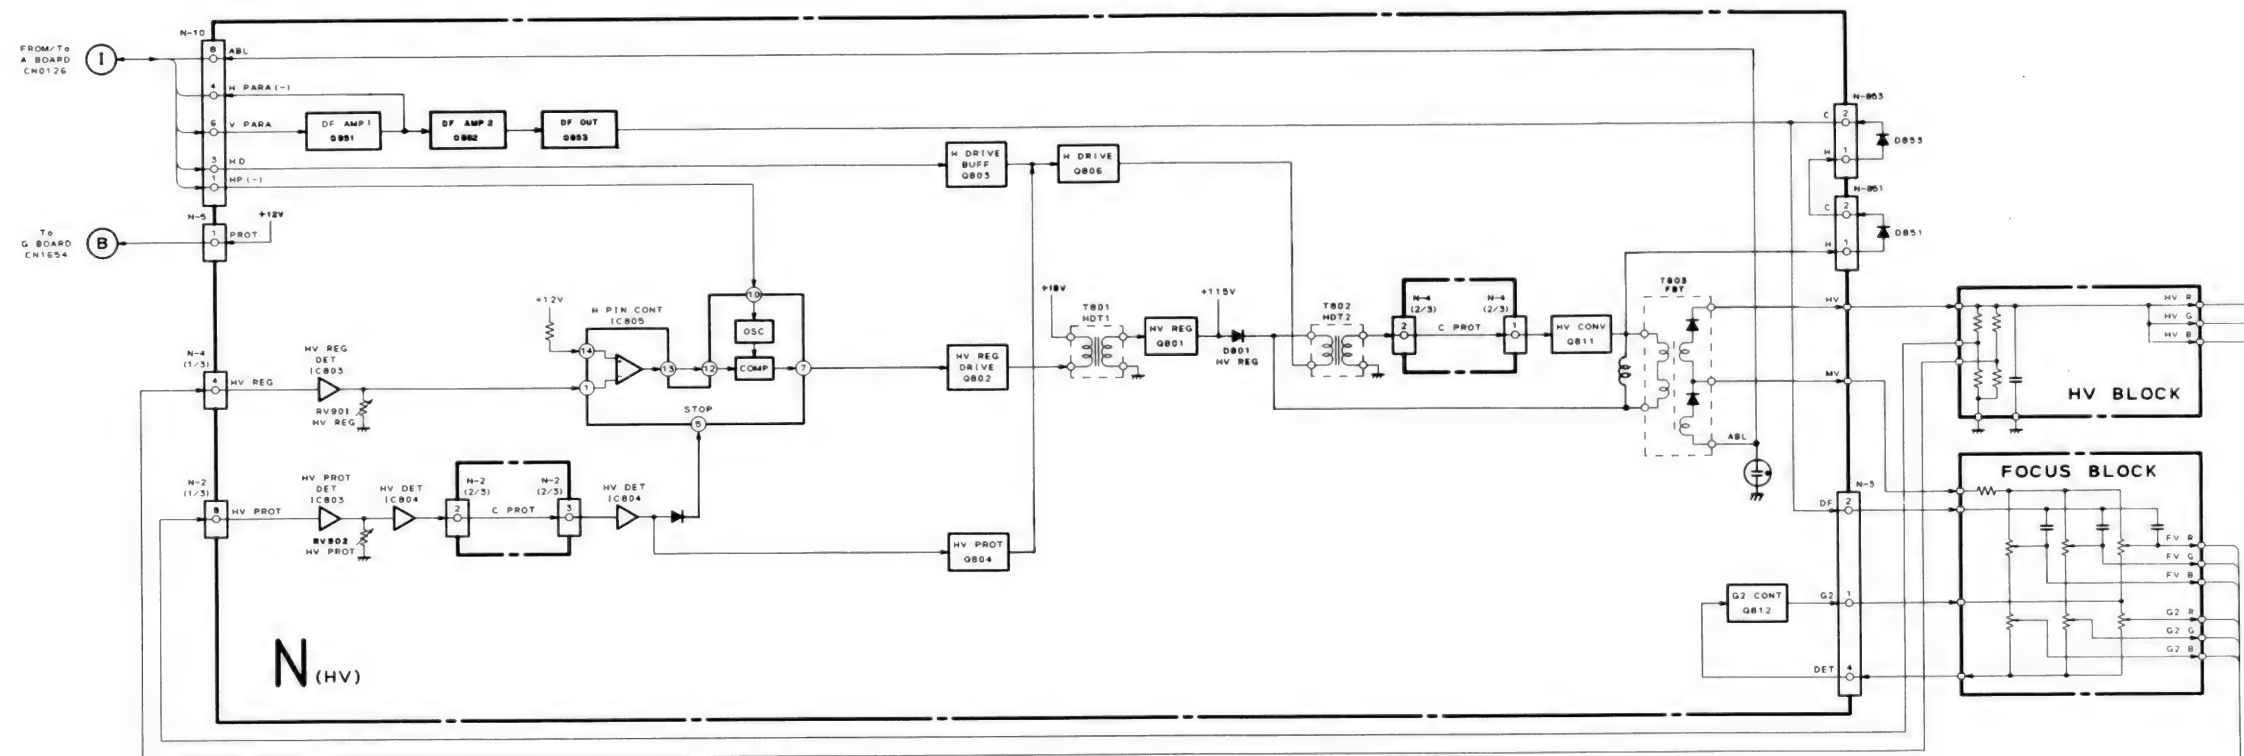 N-10
FROM/To
A BOARD
CN0126
I
8 ABL
4 H PARA(-)
6 V PARA
3 HD
1 HP(-)
DF AMP1
Q851
DF AMP2
Q852
DF OUT
Q853
N-5
+12V
To
G BOARD
CN1654
B
1 PROT
H DRIVE
BUFF
Q803
H DRIVE
Q806
N-853
C 2
H 1
D853
N-851
C 2
H 1
D851
+12V
H PIN CONT
IC805
14
1
13
12
10
OSC
COMP
7
STOP
5
N-4
(1/3)
4 HV REG
HV REG
DET
IC803
RV901
HV REG
HV REG
DRIVE
Q802
+18V
T801
HDT1
HV REG
Q801
+115V
D801
HV REG
T802
HDT2
N-4
(2/3)
2
C PROT
N-4
(2/3)
1
HV CONV
Q811
T803
FBT
HV
MV
ABL
HV R
HV G
HV B
HV BLOCK
N-2
(1/3)
8 HV PROT
HV PROT
DET
IC803
RV902
HV PROT
HV DET
IC804
N-2
(2/3)
2
C PROT
N-2
(2/3)
3
HV DET
IC804
HV PROT
Q804
N-3
DF 2
G2 CONT
Q812
G2 1
DET 4
FOCUS BLOCK
FV R
FV G
FV B
G2 R
G2 G
G2 B
N (HV)